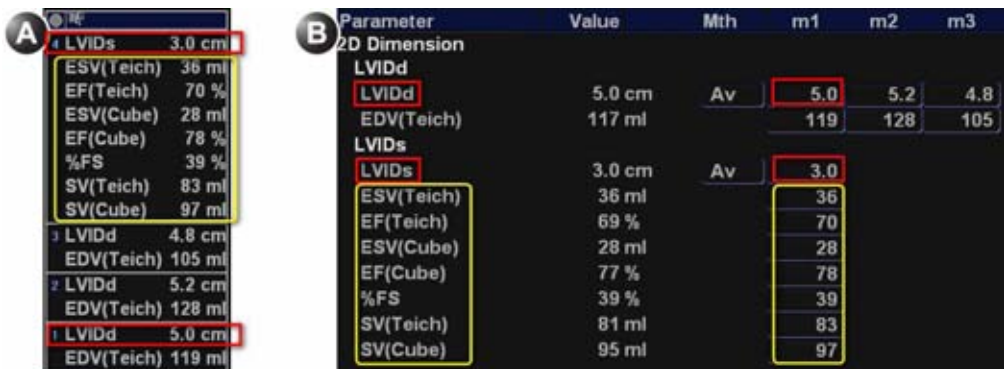 A
4 LVIDs 3.0 cm
ESV(Teich) 36 ml
EF(Teich) 70 %
ESV(Cube) 28 ml
EF(Cube) 78 %
%FS 39 %
SV(Teich) 83 ml
SV(Cube) 97 ml
3 LVIDd 4.8 cm
EDV(Teich) 105 ml
2 LVIDd 5.2 cm
EDV(Teich) 128 ml
1 LVIDd 5.0 cm
EDV(Teich) 119 ml
B
Parameter Value Mth m1 m2 m3
2D Dimension
LVIDd
LVIDd 5.0 cm Av 5.0 5.2 4.8
EDV(Teich) 117 ml 119 128 105
LVIDs
LVIDs 3.0 cm Av 3.0
ESV(Teich) 36 ml 36
EF(Teich) 69 % 70
ESV(Cube) 28 ml 28
EF(Cube) 77 % 78
%FS 39 % 39
SV(Teich) 81 ml 83
SV(Cube) 95 ml 97